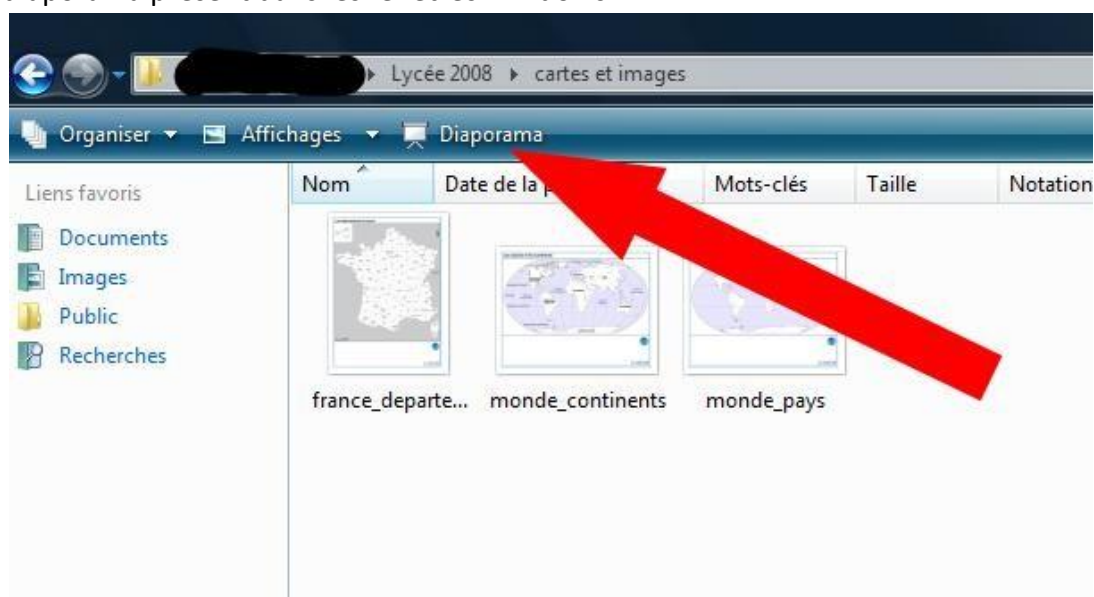 Lycée 2008 ▸ cartes et images
Organiser Affichages Diaporama
Liens favoris
Nom Date de la Mots-clés Taille Notation
Documents
Images
Public
Recherches
france_departe... monde_continents monde_pays